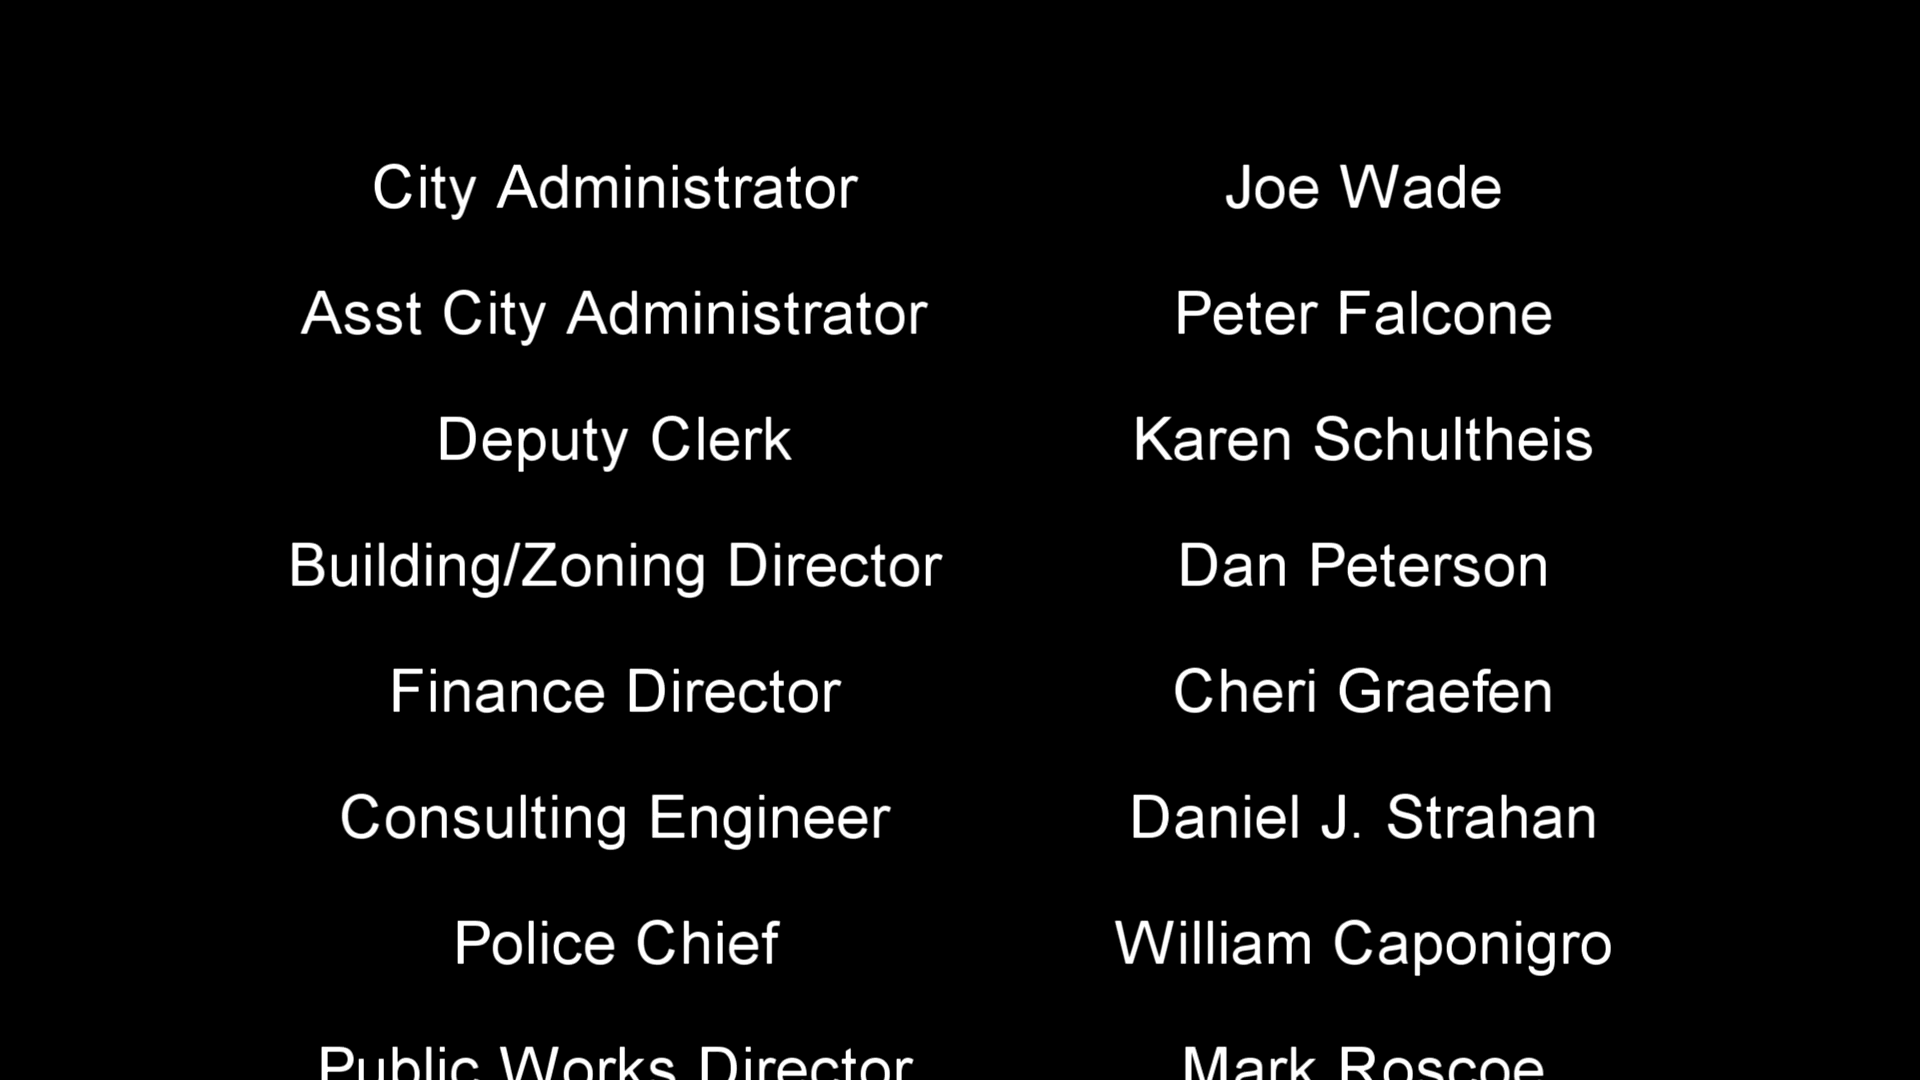 City Administrator Joe Wade
Asst City Administrator Peter Falcone
Deputy Clerk Karen Schultheis
Building/Zoning Director Dan Peterson
Finance Director Cheri Graefen
Consulting Engineer Daniel J. Strahan
Police Chief William Caponigro
Public Works Director Mark Roscoe